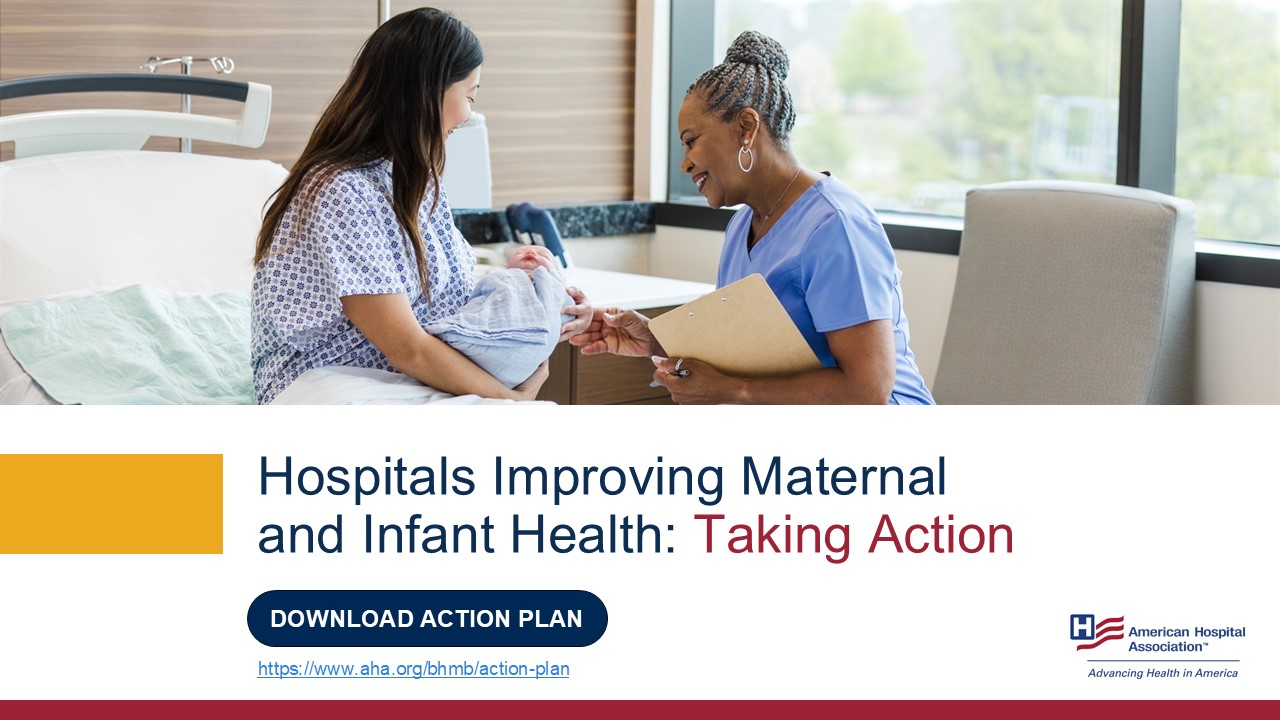 Hospitals Improving Maternal
and Infant Health: Taking Action
DOWNLOAD ACTION PLAN
https://www.aha.org/bhmb/action-plan
H
American Hospital
Association™
Advancing Health in America